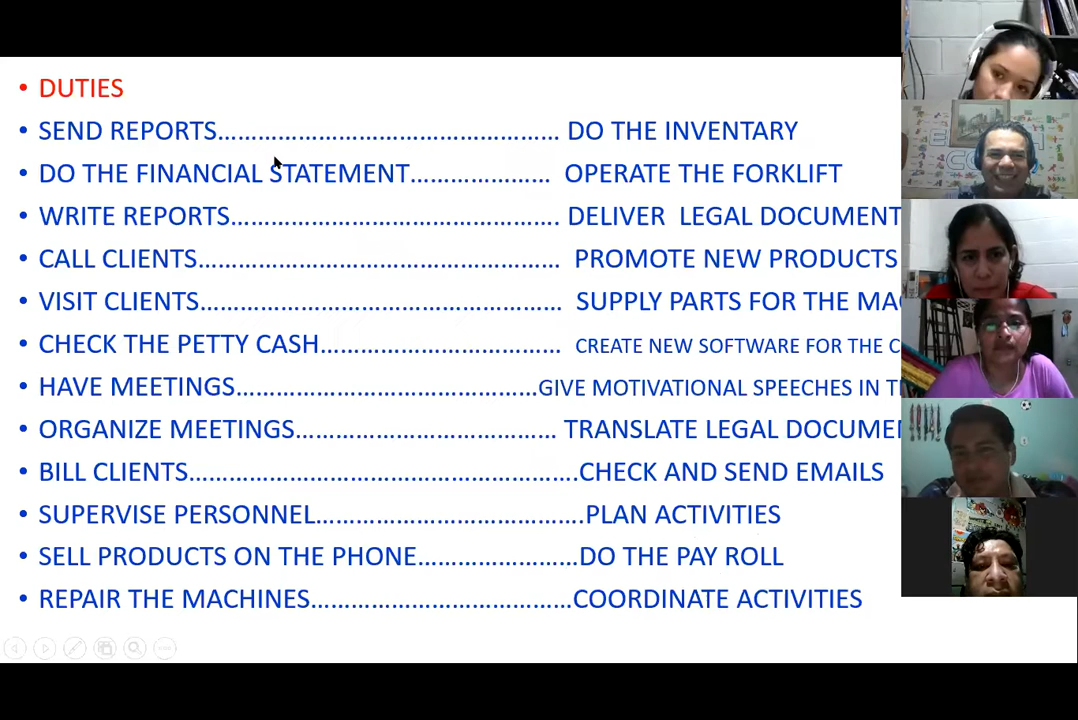 • DUTIES
• SEND REPORTS……………………………………………… DO THE INVENTARY
• DO THE FINANCIAL STATEMENT………………… OPERATE THE FORKLIFT
• WRITE REPORTS…………………………………………… DELIVER LEGAL DOCUMENT
• CALL CLIENTS……………………………………………… PROMOTE NEW PRODUCTS
• VISIT CLIENTS……………………………………………… SUPPLY PARTS FOR THE
• CHECK THE PETTY CASH……………………………… CREATE NEW SOFTWARE FOR THE
• HAVE MEETINGS………………………………………GIVE MOTIVATIONAL SPEECHES IN
• ORGANIZE MEETINGS………………………………… TRANSLATE LEGAL
• BILL CLIENTS………………………………………………….CHECK AND SEND EMAILS
• SUPERVISE PERSONNEL………………………………….PLAN ACTIVITIES
• SELL PRODUCTS ON THE PHONE……………………DO THE PAY ROLL
• REPAIR THE MACHINES…………………………………COORDINATE ACTIVITIES